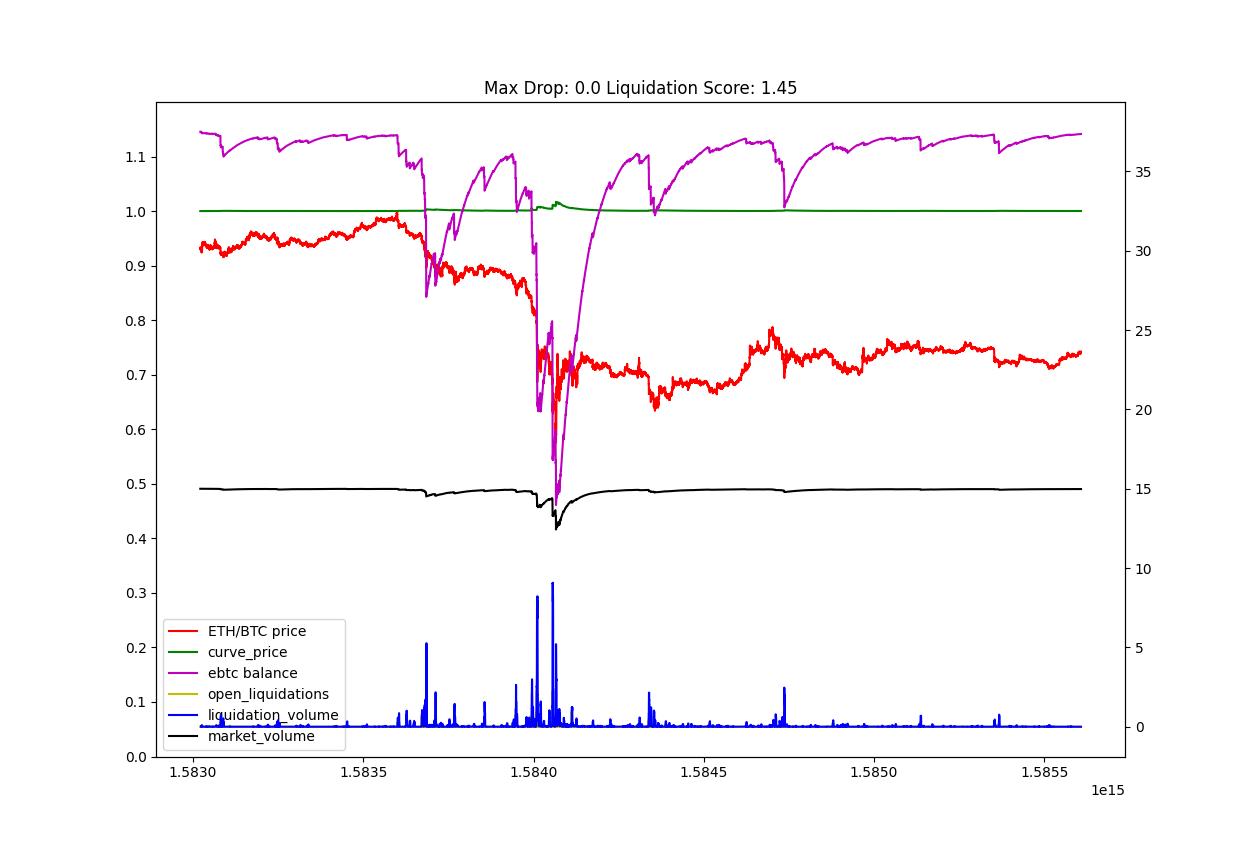 Max Drop: 0.0 Liquidation Score: 1.45
1.1
1.0
0.9
0.8
0.7
0.6
0.5
0.4
0.3
0.2
0.1
0.0
35
30
25
20
15
10
5
0
ETH/BTC price
curve_price
ebtc balance
open_liquidations
liquidation_volume
market_volume
1.5830 1.5835 1.5840 1.5845 1.5850 1.5855
1e15